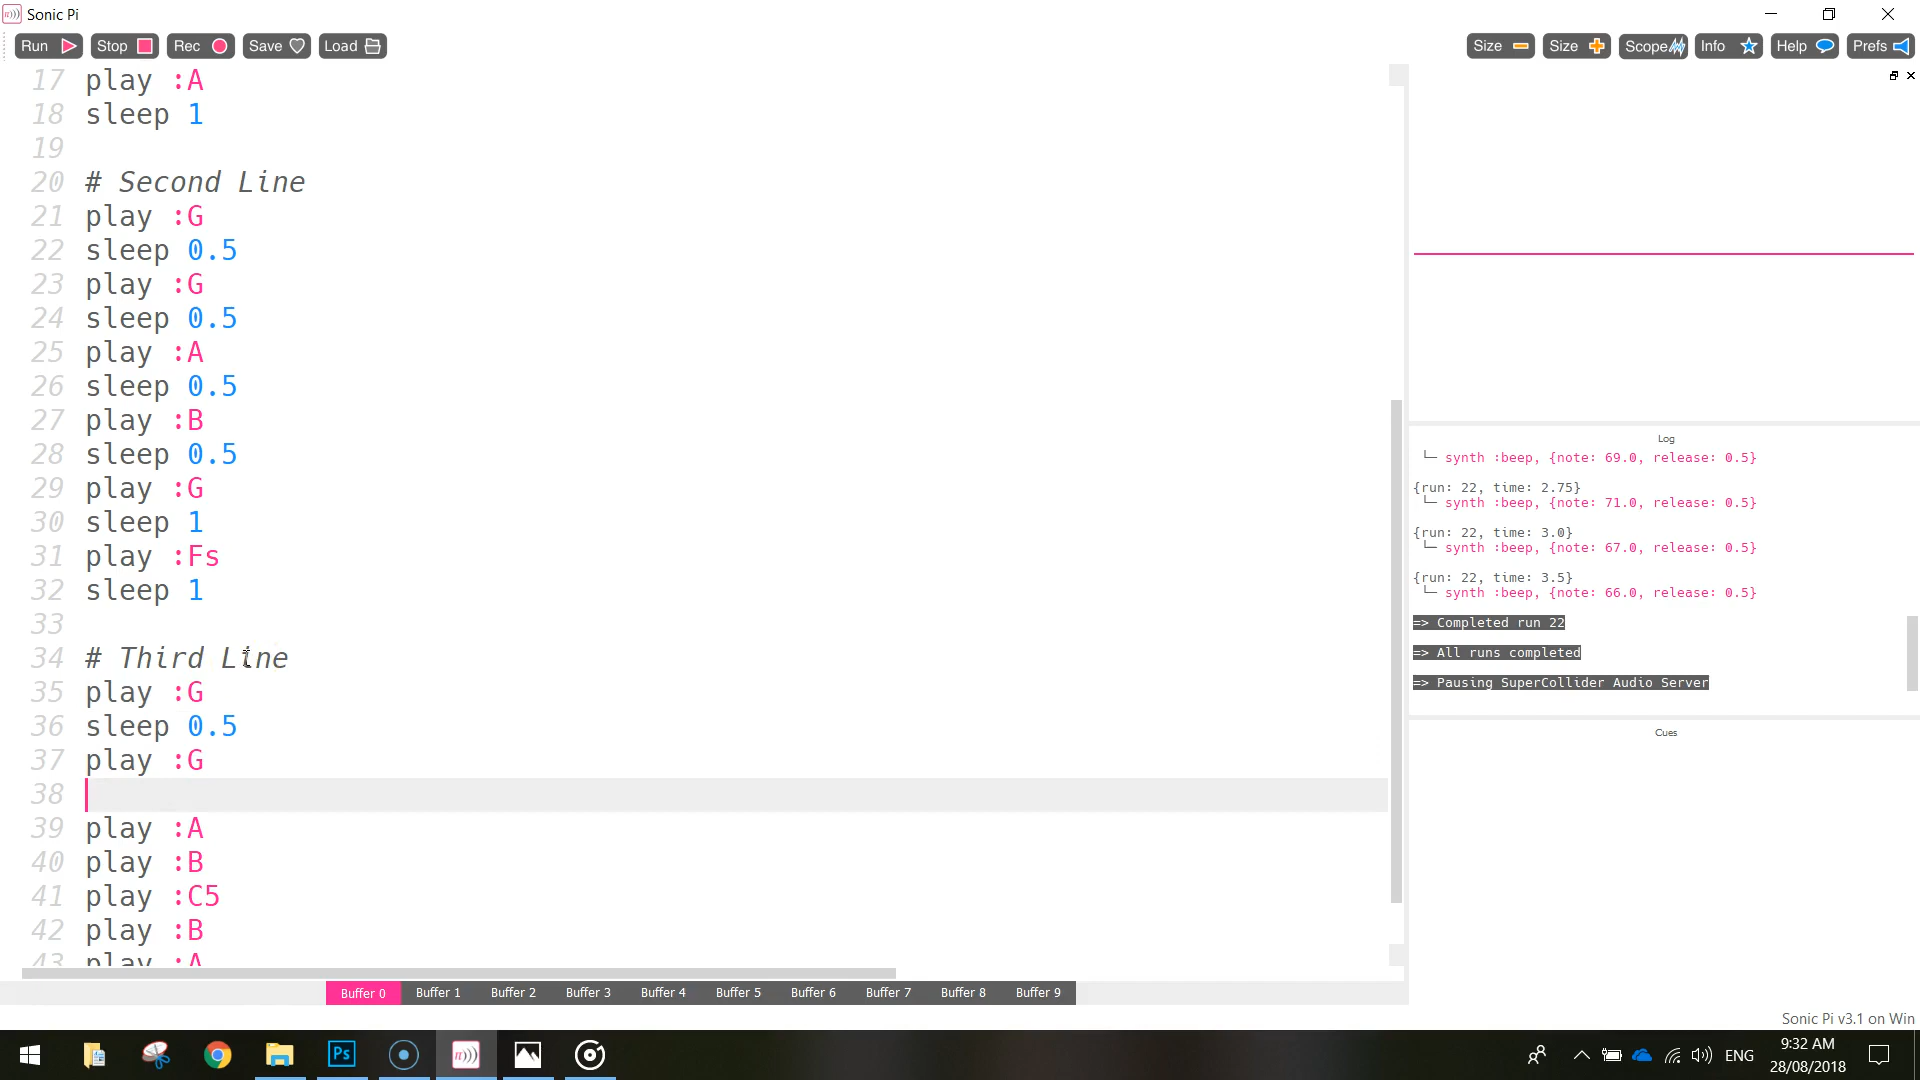 Sonic Pi
Run Stop Rec Save Load Size Size Scope Info Help Prefs
17 play :A
18 sleep 1
19
20 # Second Line
21 play :G
22 sleep 0.5
23 play :G
24 sleep 0.5
25 play :A
26 sleep 0.5
27 play :B
28 sleep 0.5
29 play :G
30 sleep 1
31 play :Fs
32 sleep 1
33
34 # Third Line
35 play :G
36 sleep 0.5
37 play :G
38
39 play :A
40 play :B
41 play :C5
42 play :B
43 play :A
Log
└─ synth :beep, {note: 69.0, release: 0.5}
{run: 22, time: 2.75}
└─ synth :beep, {note: 71.0, release: 0.5}
{run: 22, time: 3.0}
└─ synth :beep, {note: 67.0, release: 0.5}
{run: 22, time: 3.5}
└─ synth :beep, {note: 66.0, release: 0.5}
=> Completed run 22
=> All runs completed
=> Pausing SuperCollider Audio Server
Cues
Buffer 0 Buffer 1 Buffer 2 Buffer 3 Buffer 4 Buffer 5 Buffer 6 Buffer 7 Buffer 8 Buffer 9
Sonic Pi v3.1 on Win
Ps
ENG
9:32 AM
28/08/2018